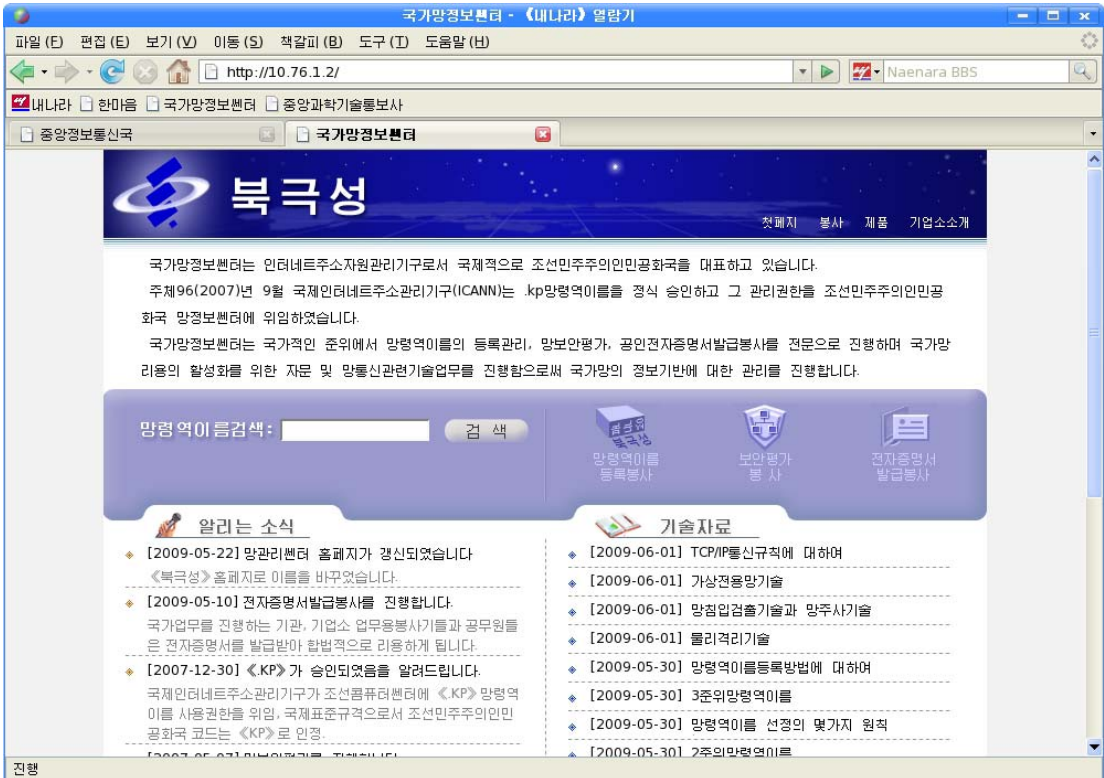 국가망정보쎈터 - 《내나라》 열람기
파일 (F) 편집 (E) 보기 (V) 이동 (S) 책갈피 (B) 도구 (T) 도움말 (H)
http://10.76.1.2/
Naenara BBS
내나라 한마음 국가망정보쎈터 중앙과학기술통보사
중앙정보통신국 국가망정보쎈터
북극성
첫페지 봉사 제품 기업소소개
국가망정보쎈터는 인터네트주소자원관리기구로서 국제적으로 조선민주주의인민공화국을 대표하고 있습니다.
주체96(2007)년 9월 국제인터네트주소관리기구(ICANN)는 .kp망령역이름을 정식 승인하고 그 관리권한을 조선민주주의인민공
화국 망정보쎈터에 위임하였습니다.
국가망정보쎈터는 국가적인 준위에서 망령역이름의 등록관리, 망보안평가, 공인전자증명서발급봉사를 전문으로 진행하며 국가망
리용의 활성화를 위한 자문 및 망통신관련기술업무를 진행함으로써 국가망의 정보기반에 대한 관리를 진행합니다.
망령역이름검색:
검 색
북극성
망령역이름
등록봉사
보안평가
봉 사
전자증명서
발급봉사
알리는 소식
[2009-05-22] 망관리쎈터 홈페지가 갱신되였습니다
《북극성》홈페지로 이름을 바꾸었습니다.
[2009-05-10] 전자증명서발급봉사를 진행합니다.
국가업무를 진행하는 기관, 기업소 업무용봉사기들과 공무원들
은 전자증명서를 발급받아 합법적으로 리용하게 됩니다.
[2007-12-30] 《.KP》가 승인되였음을 알려드립니다.
국제인터네트주소관리기구가 조선콤퓨터쎈터에 《.KP》망령역
이름 사용권한을 위임, 국제표준규격으로서 조선민주주의인민
공화국 코드는 《KP》로 인정.
[2007-05-07] 망보안평가를 진행합니다
기술자료
[2009-06-01] TCP/IP통신규칙에 대하여
[2009-06-01] 가상전용망기술
[2009-06-01] 망침입검출기술과 망주사기술
[2009-06-01] 물리격리기술
[2009-05-30] 망령역이름등록방법에 대하여
[2009-05-30] 3준위망령역이름
[2009-05-30] 망령역이름 선정의 몇가지 원칙
[2009-05-30] 2준위망령역이름
진행